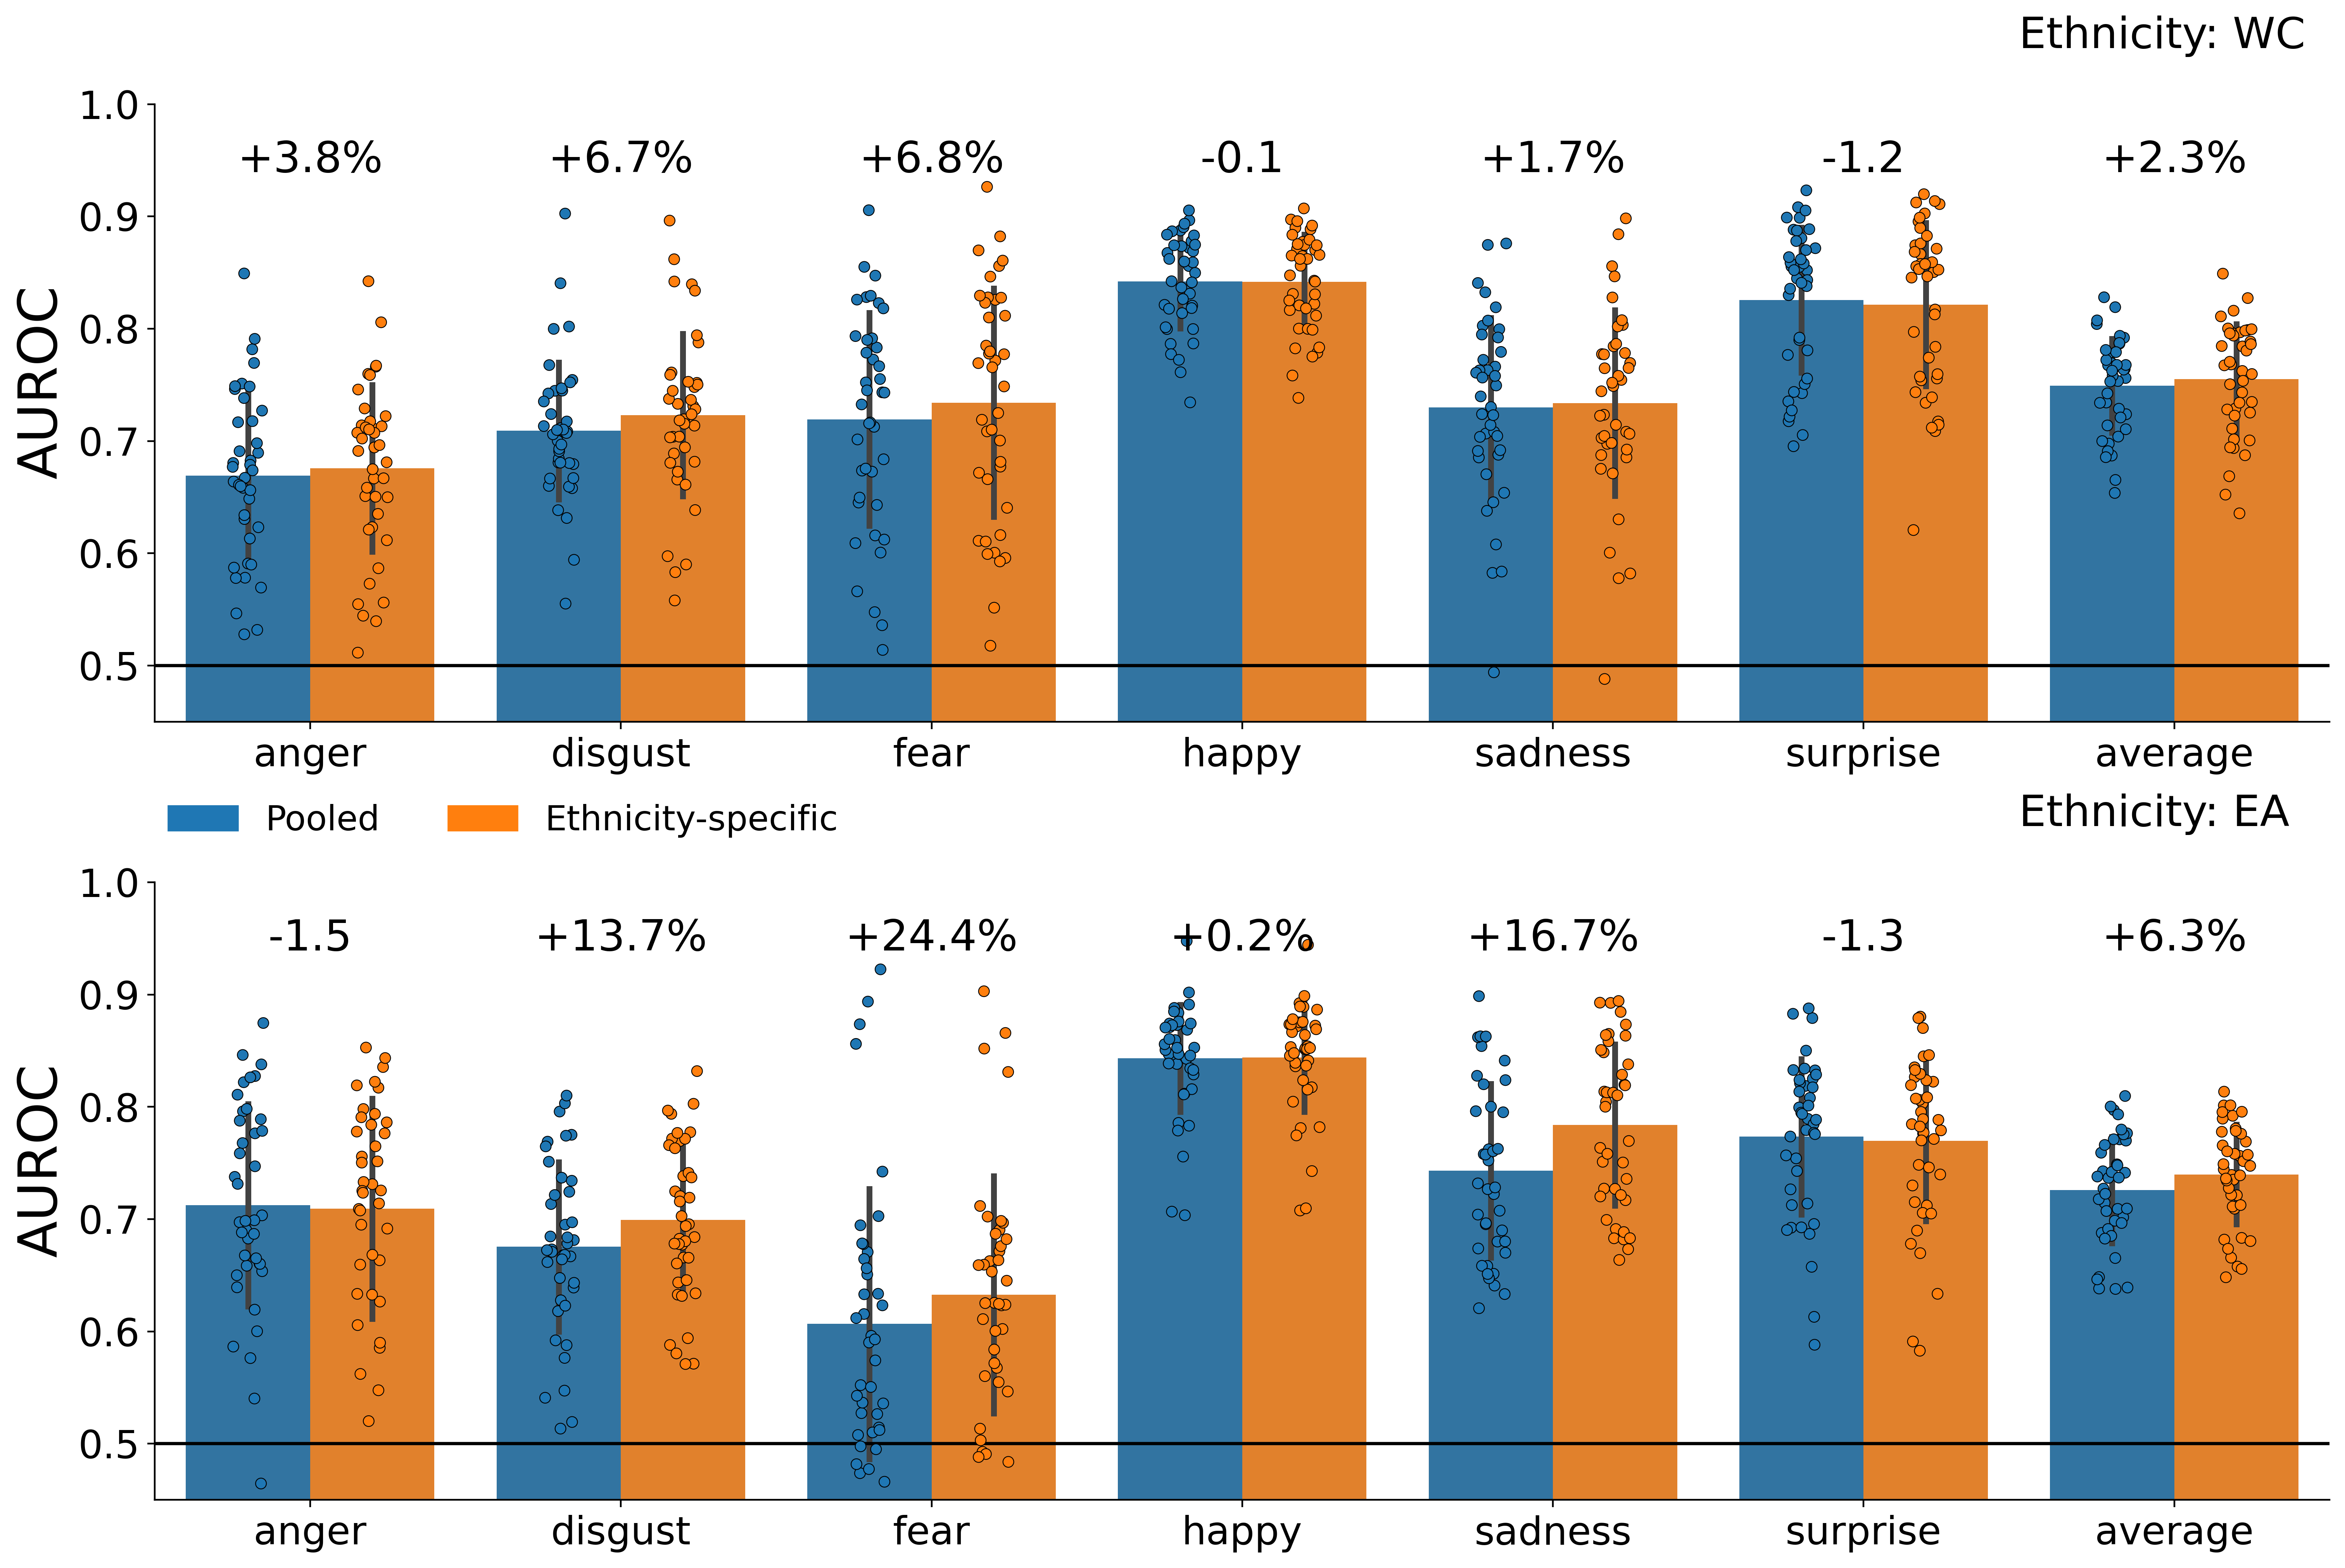 Ethnicity: WC
1.0
+3.8% +6.7% +6.8% -0.1 +1.7% -1.2 +2.3%
0.9
0.8
0.7
0.6
0.5
AUROC
anger disgust fear happy sadness surprise average
Pooled Ethnicity-specific
Ethnicity: EA
1.0
-1.5 +13.7% +24.4% +0.2% +16.7% -1.3 +6.3%
0.9
0.8
0.7
0.6
0.5
AUROC
anger disgust fear happy sadness surprise average